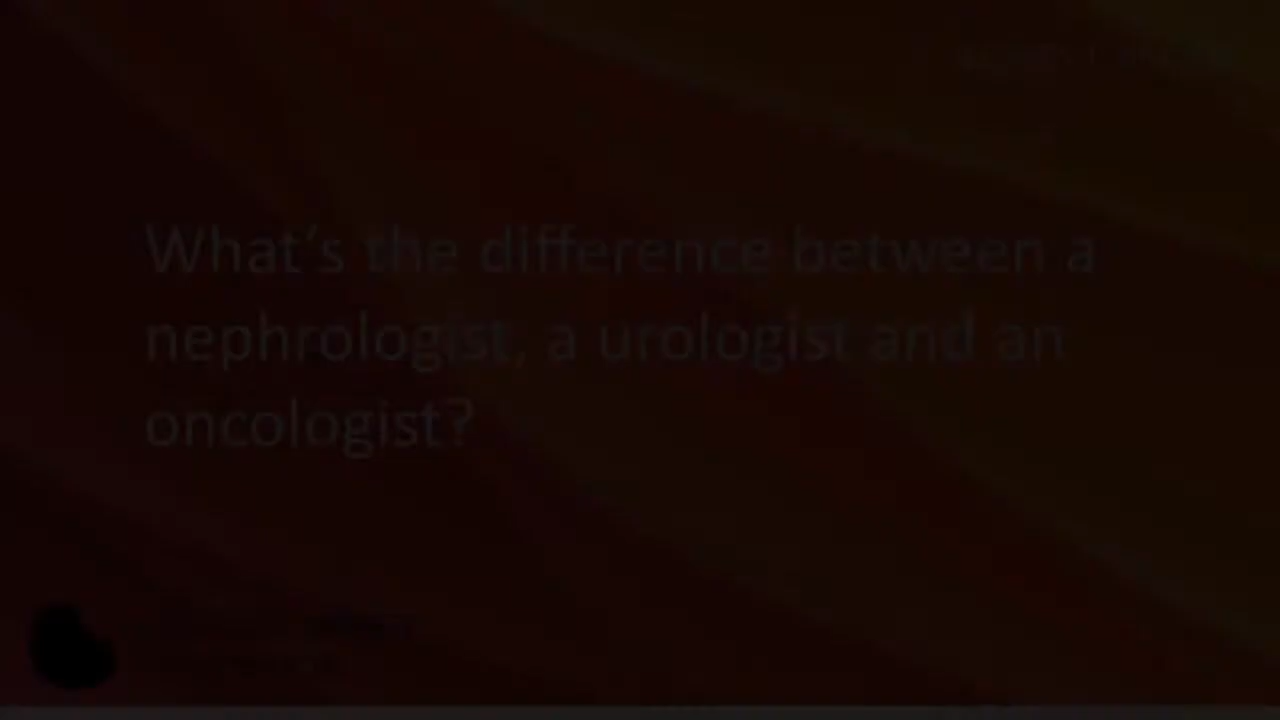 What's the difference between a
nephrologist, a urologist and an
oncologist?